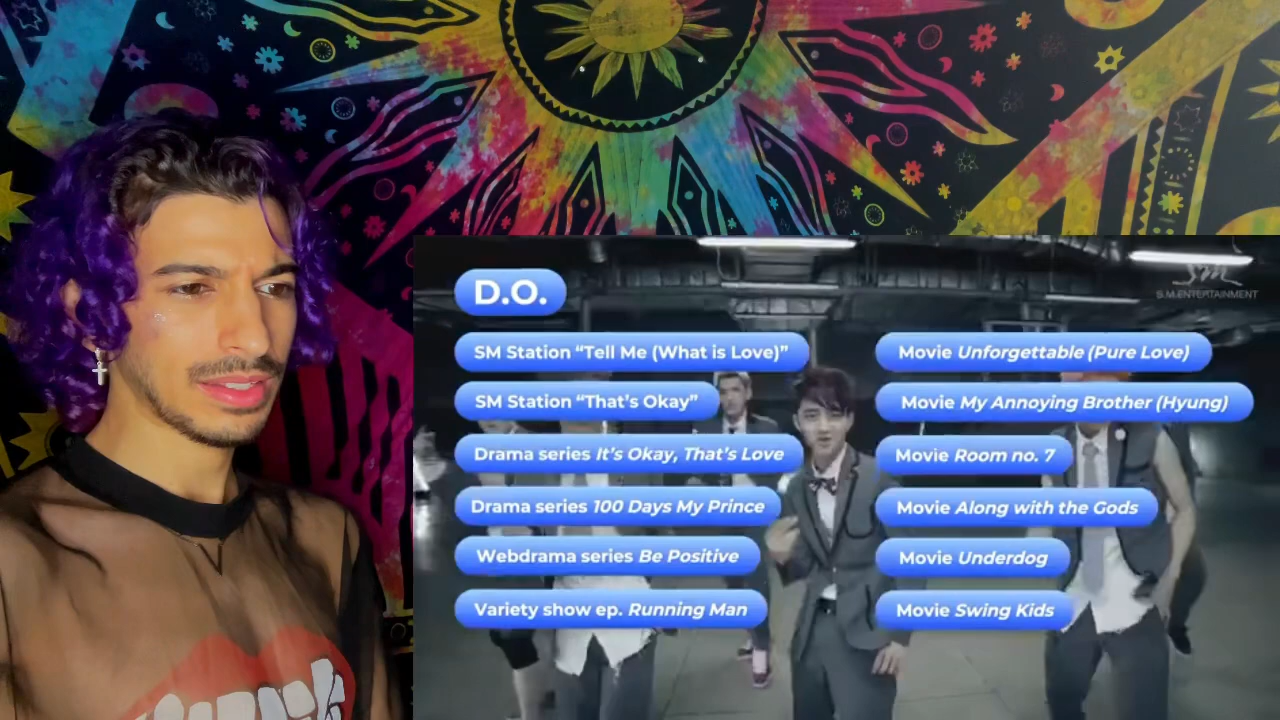 D.O.
SM Station “Tell Me (What is Love)”
SM Station “That’s Okay”
Drama series It’s Okay, That’s Love
Drama series 100 Days My Prince
Webdrama series Be Positive
Variety show ep. Running Man
Movie Unforgettable (Pure Love)
Movie My Annoying Brother (Hyung)
Movie Room no. 7
Movie Along with the Gods
Movie Underdog
Movie Swing Kids
S.M.ENTERTAINMENT